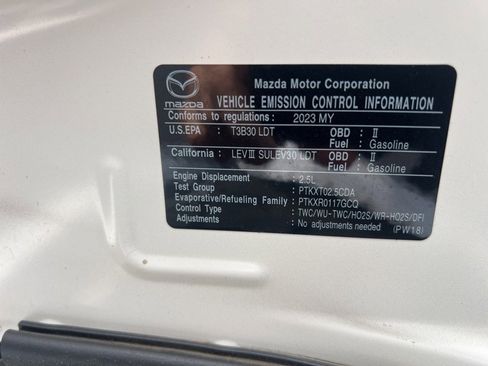 Mazda Motor Corporation
mazda VEHICLE EMISSION CONTROL INFORMATION
Conforms to regulations: 2023 MY
U.S.EPA : T3B30 LDT OBD : II
Fuel : Gasoline
California : LEVIII SULEV30 LDT OBD : II
Fuel : Gasoline
Engine Displacement : 2.5L
Test Group : PTKXT02.5CDA
Evaporative/Refueling Family : PTKXR0117GCQ
Control Type : TWC/WU-TWC/HO2S/WR-HO2S/DFI
Adjustments : No adjustments needed (PW18)